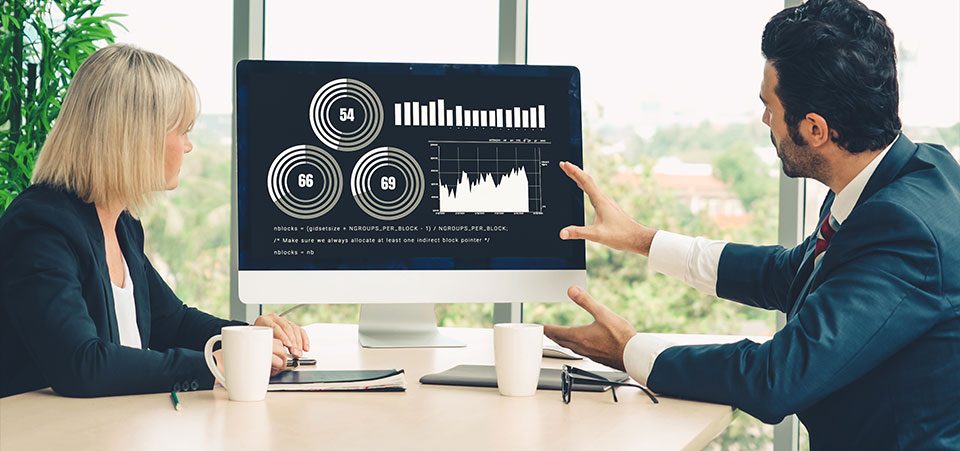 54
66
69
nblocks = (gidsetsize + NGROUPS_PER_BLOCK - 1) / NGROUPS_PER_BLOCK;
/* Make sure we always allocate at least one indirect block pointer */
nblocks = nb